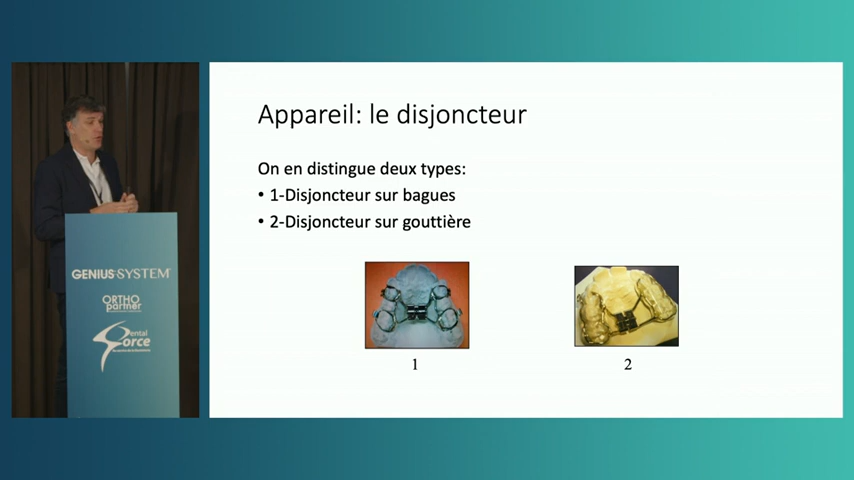 Appareil: le disjoncteur
On en distingue deux types:
• 1-Disjoncteur sur bagues
• 2-Disjoncteur sur gouttière
1
2
GENIUS SYSTEM
ORTHO
partner
Dental
Force